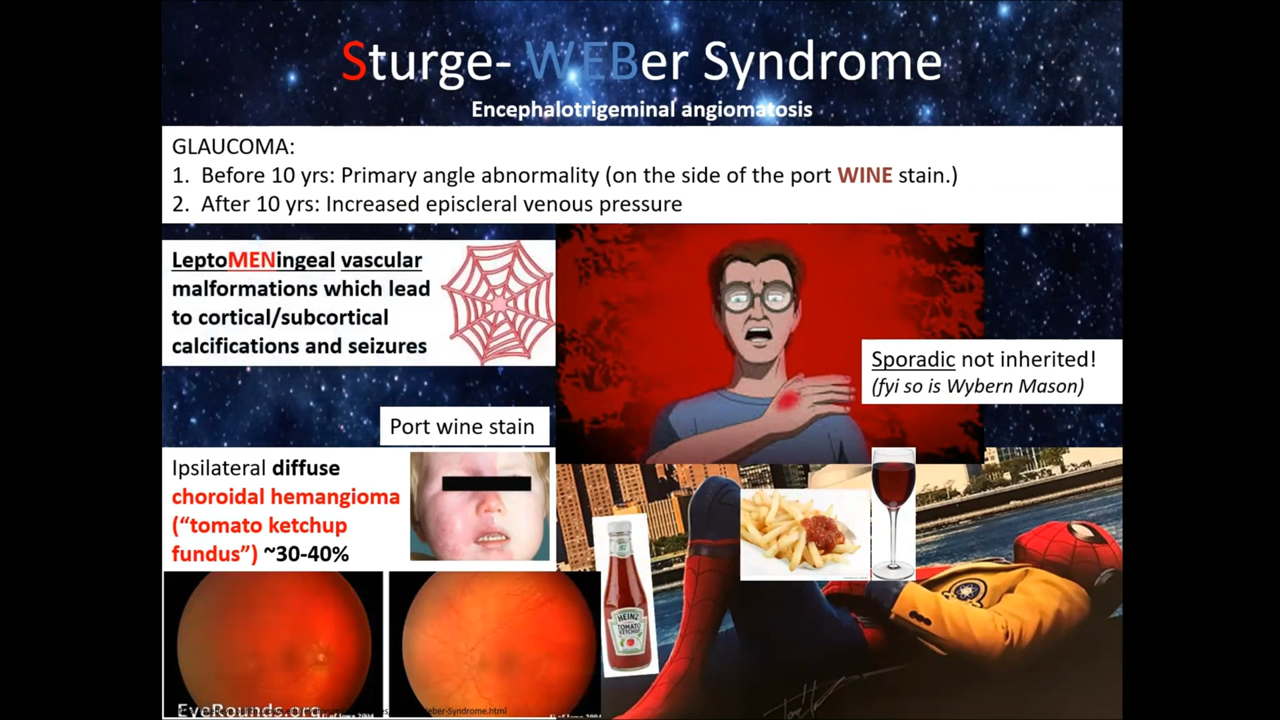 Sturge- WEBer Syndrome
Encephalotrigeminal angiomatosis
GLAUCOMA:
1. Before 10 yrs: Primary angle abnormality (on the side of the port WINE stain.)
2. After 10 yrs: Increased episcleral venous pressure
LeptoMENingeal vascular
malformations which lead
to cortical/subcortical
calcifications and seizures
Sporadic not inherited!
(fyi so is Wybern Mason)
Port wine stain
Ipsilateral diffuse
choroidal hemangioma
("tomato ketchup
fundus") ~30-40%
HEINZ
TOMATO
KETCHUP
EyeRounds.org
eber-Syndrome.html